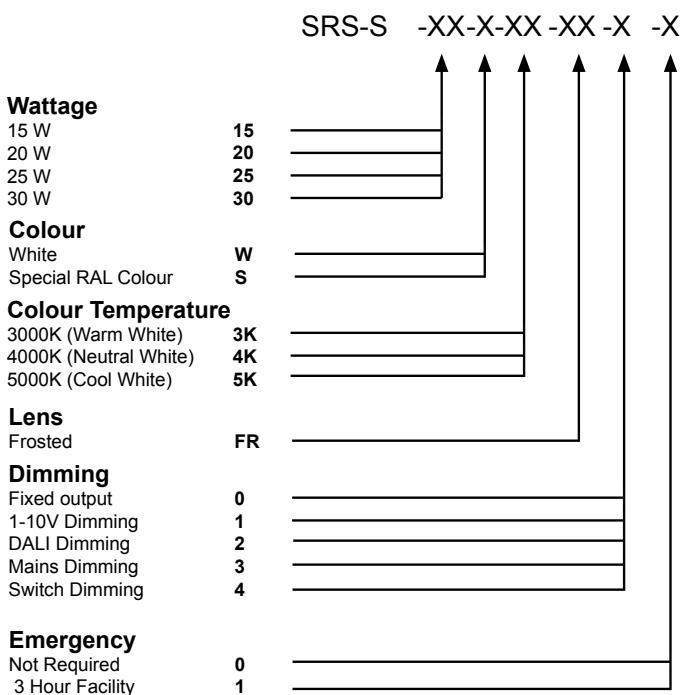 SRS-S -XX-X-XX -XX -X -X
Wattage
15 W 15
20 W 20
25 W 25
30 W 30
Colour
White W
Special RAL Colour S
Colour Temperature
3000K (Warm White) 3K
4000K (Neutral White) 4K
5000K (Cool White) 5K
Lens
Frosted FR
Dimming
Fixed output 0
1-10V Dimming 1
DALI Dimming 2
Mains Dimming 3
Switch Dimming 4
Emergency
Not Required 0
3 Hour Facility 1